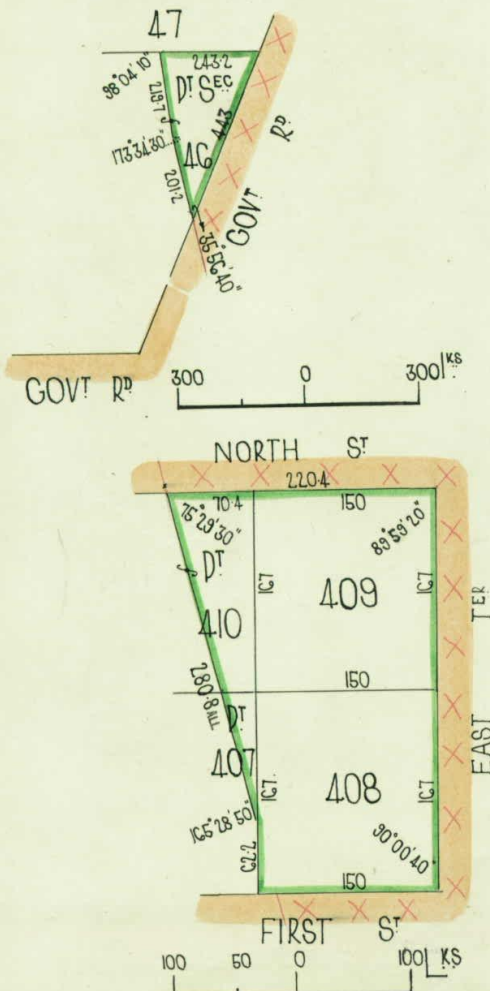 47
98°04'10"
243·2
PT SEC
219·7
443
173°34'30"
46
201·2
35°56'40"
GOVT RD
GOVT RD
300 0 300 LKS
NORTH ST
220·4
70·4 150
75°29'30"
89°59'20"
PT
410
167
409
167
EAST TER
150
280·8 ALL
PT
407
167
408
167
165°28'50"
62·2
90°00'40"
150
FIRST ST
100 50 0 100 LKS